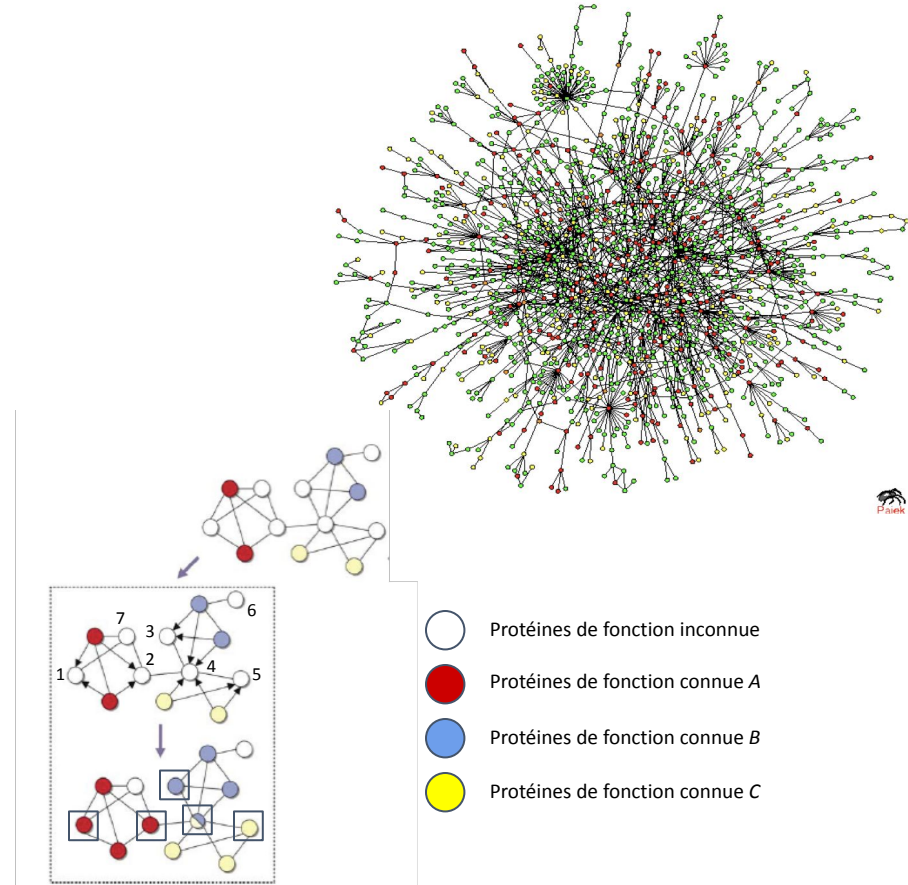 Pajek
7
6
3
2
1
4
5
Protéines de fonction inconnue
Protéines de fonction connue A
Protéines de fonction connue B
Protéines de fonction connue C